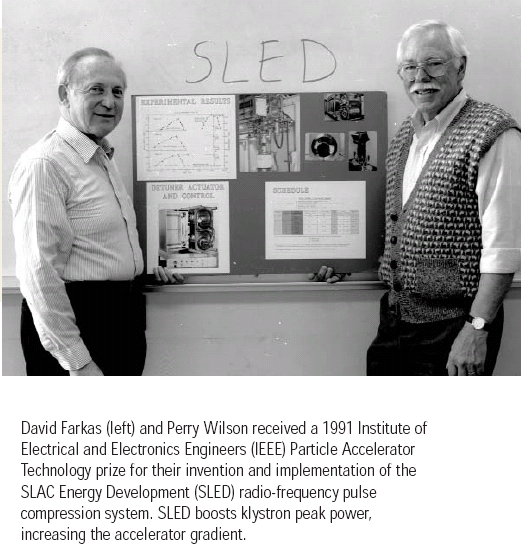 SLED
EXPERIMENTAL RESULTS
DETUNER ACTUATOR
AND CONTROL
SCHEDULE
David Farkas (left) and Perry Wilson received a 1991 Institute of
Electrical and Electronics Engineers (IEEE) Particle Accelerator
Technology prize for their invention and implementation of the
SLAC Energy Development (SLED) radio-frequency pulse
compression system. SLED boosts klystron peak power,
increasing the accelerator gradient.